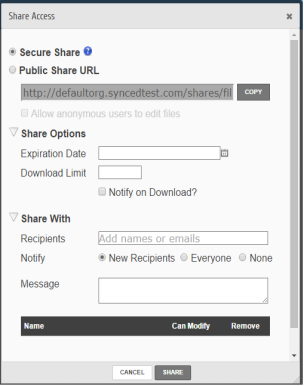 Share Access
Secure Share
Public Share URL
http://defaultorg.syncedtest.com/shares/fil
COPY
Allow anonymous users to edit files
Share Options
Expiration Date
Download Limit
Notify on Download?
Share With
Recipients Add names or emails
Notify New Recipients Everyone None
Message
Name Can Modify Remove
CANCEL SHARE